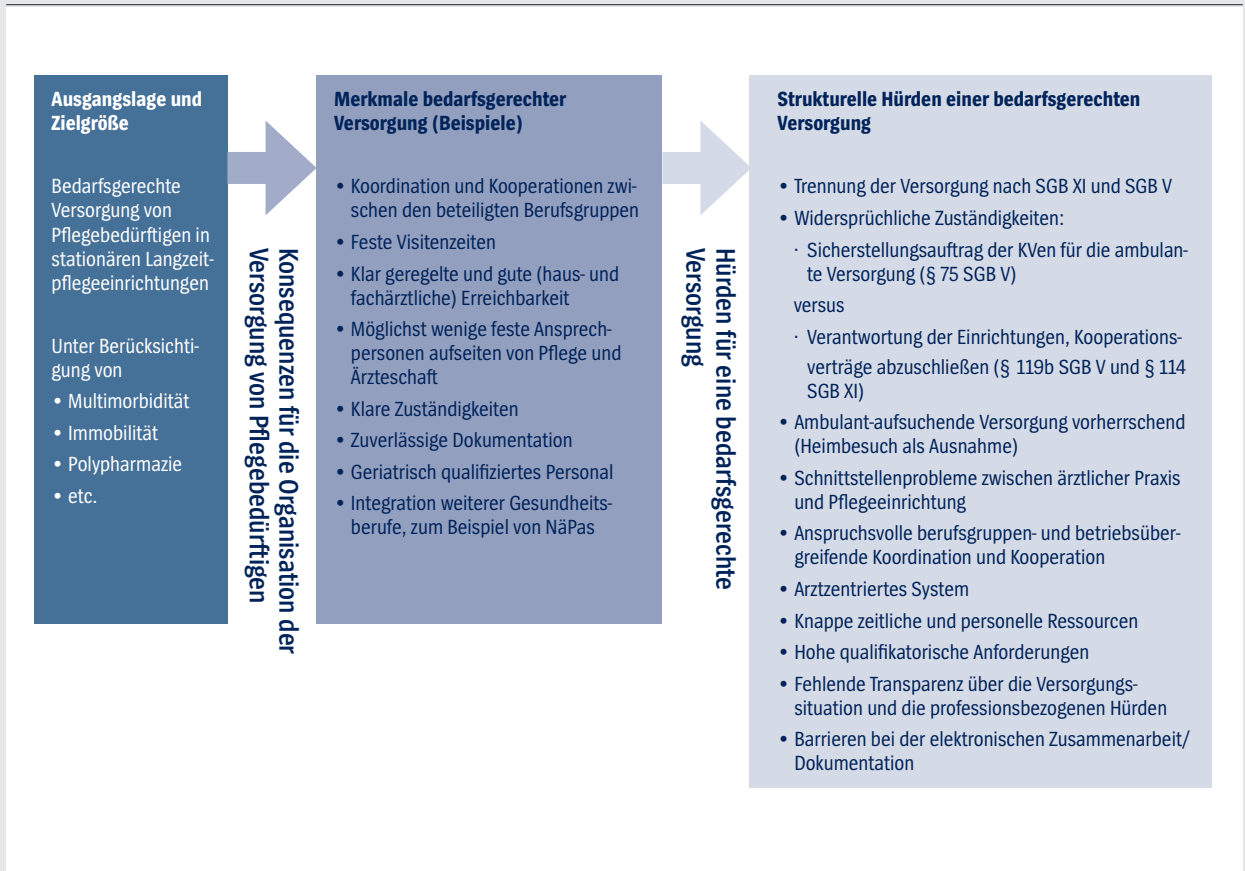 Ausgangslage und
Zielgröße
Bedarfsgerechte
Versorgung von
Pflegebedürftigen in
stationären Langzeit-
pflegeeinrichtungen
Unter Berücksichti-
gung von
• Multimorbidität
• Immobilität
• Polypharmazie
• etc.
Konsequenzen für die Organisation der
Versorgung von Pflegebedürftigen
Merkmale bedarfsgerechter
Versorgung (Beispiele)
• Koordination und Kooperationen zwi-
schen den beteiligten Berufsgruppen
• Feste Visitenzeiten
• Klar geregelte und gute (haus- und
fachärztliche) Erreichbarkeit
• Möglichst wenige feste Ansprech-
personen aufseiten von Pflege und
Ärzteschaft
• Klare Zuständigkeiten
• Zuverlässige Dokumentation
• Geriatrisch qualifiziertes Personal
• Integration weiterer Gesundheits-
berufe, zum Beispiel von NäPas
Hürden für eine bedarfsgerechte
Versorgung
Strukturelle Hürden einer bedarfsgerechten
Versorgung
• Trennung der Versorgung nach SGB XI und SGB V
• Widersprüchliche Zuständigkeiten:
· Sicherstellungsauftrag der KVen für die ambulan-
te Versorgung (§ 75 SGB V)
versus
· Verantwortung der Einrichtungen, Kooperations-
verträge abzuschließen (§ 119b SGB V und § 114
SGB XI)
• Ambulant-aufsuchende Versorgung vorherrschend
(Heimbesuch als Ausnahme)
• Schnittstellenprobleme zwischen ärztlicher Praxis
und Pflegeeinrichtung
• Anspruchsvolle berufsgruppen- und betriebsüber-
greifende Koordination und Kooperation
• Arztzentriertes System
• Knappe zeitliche und personelle Ressourcen
• Hohe qualifikatorische Anforderungen
• Fehlende Transparenz über die Versorgungs-
situation und die professionsbezogenen Hürden
• Barrieren bei der elektronischen Zusammenarbeit/
Dokumentation